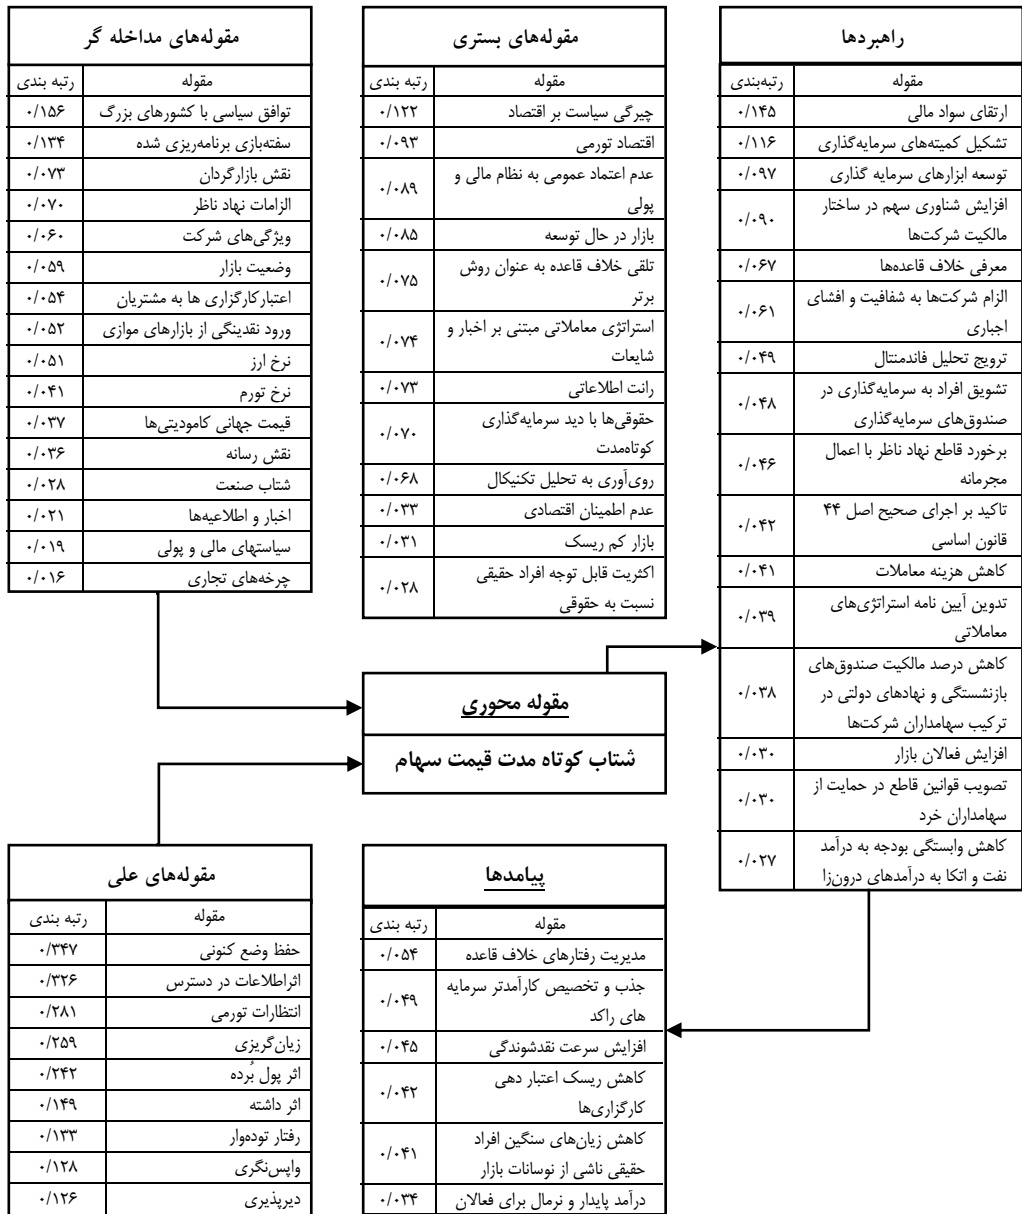 راهبردها
مقوله رتبه‌بندی
ارتقای سواد مالی ۰/۱۴۵
تشکیل کمیته‌های سرمایه‌گذاری ۰/۱۱۶
توسعه ابزارهای سرمایه گذاری ۰/۰۹۷
افزایش شناوری سهم در ساختار
مالکیت شرکت‌ها ۰/۰۹۰
معرفی خلاف قاعده‌ها ۰/۰۶۷
الزام شرکت‌ها به شفافیت و افشای
اجباری ۰/۰۶۱
ترویج تحلیل فاندمنتال ۰/۰۴۹
تشویق افراد به سرمایه‌گذاری در
صندوق‌های سرمایه‌گذاری ۰/۰۴۸
برخورد قاطع نهاد ناظر با اعمال
مجرمانه ۰/۰۴۶
تاکید بر اجرای صحیح اصل ۴۴
قانون اساسی ۰/۰۴۲
کاهش هزینه معاملات ۰/۰۴۱
تدوین آیین نامه استراتژی‌های
معاملاتی ۰/۰۳۹
کاهش درصد مالکیت صندوق‌های
بازنشستگی و نهادهای دولتی در
ترکیب سهامداران شرکت‌ها ۰/۰۳۸
افزایش فعالان بازار ۰/۰۳۰
تصویب قوانین قاطع در حمایت از
سهامداران خرد ۰/۰۳۰
کاهش وابستگی بودجه به درآمد
نفت و اتکا به درآمدهای درون‌زا ۰/۰۲۷
مقوله‌های بستری
مقوله رتبه بندی
چیرگی سیاست بر اقتصاد ۰/۱۲۲
اقتصاد تورمی ۰/۰۹۳
عدم اعتماد عمومی به نظام مالی و
پولی ۰/۰۸۹
بازار در حال توسعه ۰/۰۸۵
تلقی خلاف قاعده به عنوان روش
برتر ۰/۰۷۵
استراتژی معاملاتی مبتنی بر اخبار و
شایعات ۰/۰۷۴
رانت اطلاعاتی ۰/۰۷۳
حقوقی‌ها با دید سرمایه‌گذاری
کوتاه‌مدت ۰/۰۷۰
روی‌آوری به تحلیل تکنیکال ۰/۰۶۸
عدم اطمینان اقتصادی ۰/۰۳۳
بازار کم ریسک ۰/۰۳۱
اکثریت قابل توجه افراد حقیقی
نسبت به حقوقی ۰/۰۲۸
مقوله‌های مداخله گر
مقوله رتبه بندی
توافق سیاسی با کشورهای بزرگ ۰/۱۵۶
سفته‌بازی برنامه‌ریزی شده ۰/۱۳۴
نقش بازارگردان ۰/۰۷۳
الزامات نهاد ناظر ۰/۰۷۰
ویژگی‌های شرکت ۰/۰۶۰
وضعیت بازار ۰/۰۵۹
اعتبارکارگزاری ها به مشتریان ۰/۰۵۴
ورود نقدینگی از بازارهای موازی ۰/۰۵۲
نرخ ارز ۰/۰۵۱
نرخ تورم ۰/۰۴۱
قیمت جهانی کامودیتی‌ها ۰/۰۳۷
نقش رسانه ۰/۰۳۶
شتاب صنعت ۰/۰۲۸
اخبار و اطلاعیه‌ها ۰/۰۲۱
سیاستهای مالی و پولی ۰/۰۱۹
چرخه‌های تجاری ۰/۰۱۶
مقوله محوری
شتاب کوتاه مدت قیمت سهام
پیامدها
مقوله رتبه بندی
مدیریت رفتارهای خلاف قاعده ۰/۰۵۴
جذب و تخصیص کارآمدتر سرمایه
های راکد ۰/۰۴۹
افزایش سرعت نقدشوندگی ۰/۰۴۵
کاهش ریسک اعتبار دهی
کارگزاری‌ها ۰/۰۴۲
کاهش زیان‌های سنگین افراد
حقیقی ناشی از نوسانات بازار ۰/۰۴۱
درآمد پایدار و نرمال برای فعالان ۰/۰۳۴
مقوله‌های علی
مقوله رتبه بندی
حفظ وضع کنونی ۰/۳۴۷
اثراطلاعات در دسترس ۰/۳۲۶
انتظارات تورمی ۰/۲۸۱
زیان‌گریزی ۰/۲۵۹
اثر پول بُرده ۰/۲۴۲
اثر داشته ۰/۱۴۹
رفتار توده‌وار ۰/۱۳۳
واپس‌نگری ۰/۱۲۸
دیرپذیری ۰/۱۲۶